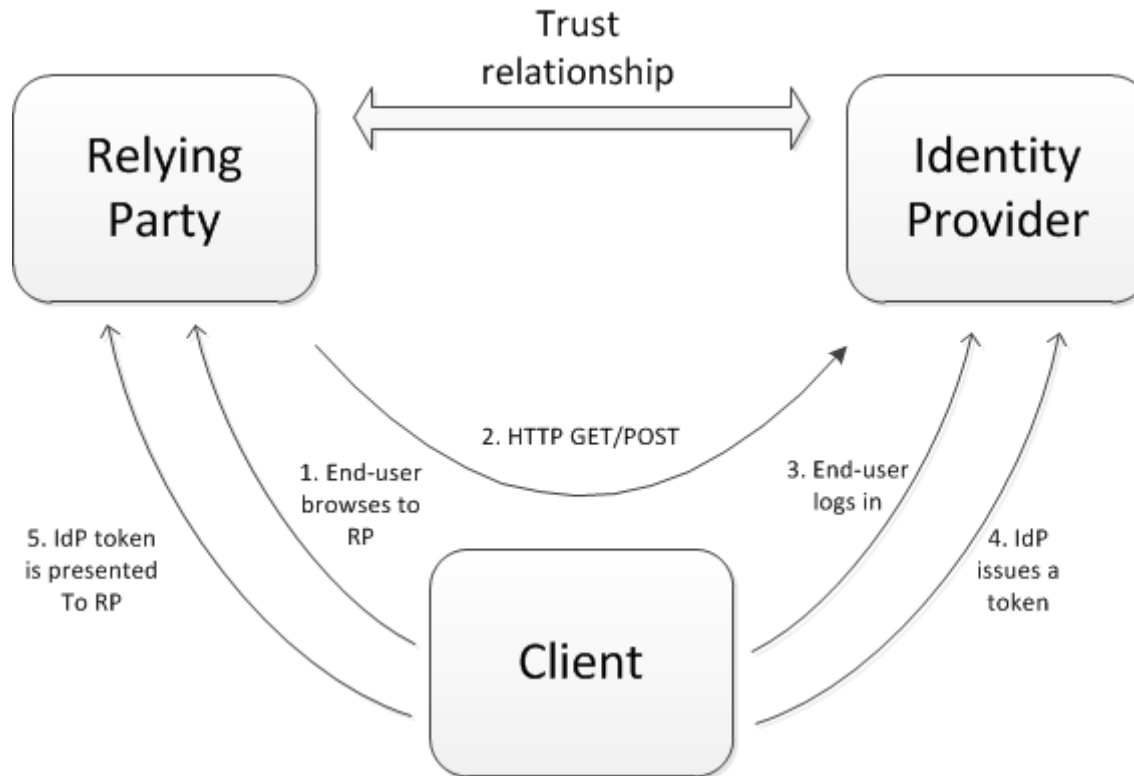 Trust
relationship
Relying
Party
Identity
Provider
2. HTTP GET/POST
1. End-user
browses to
RP
3. End-user
logs in
5. IdP token
is presented
To RP
4. IdP
issues a
token
Client